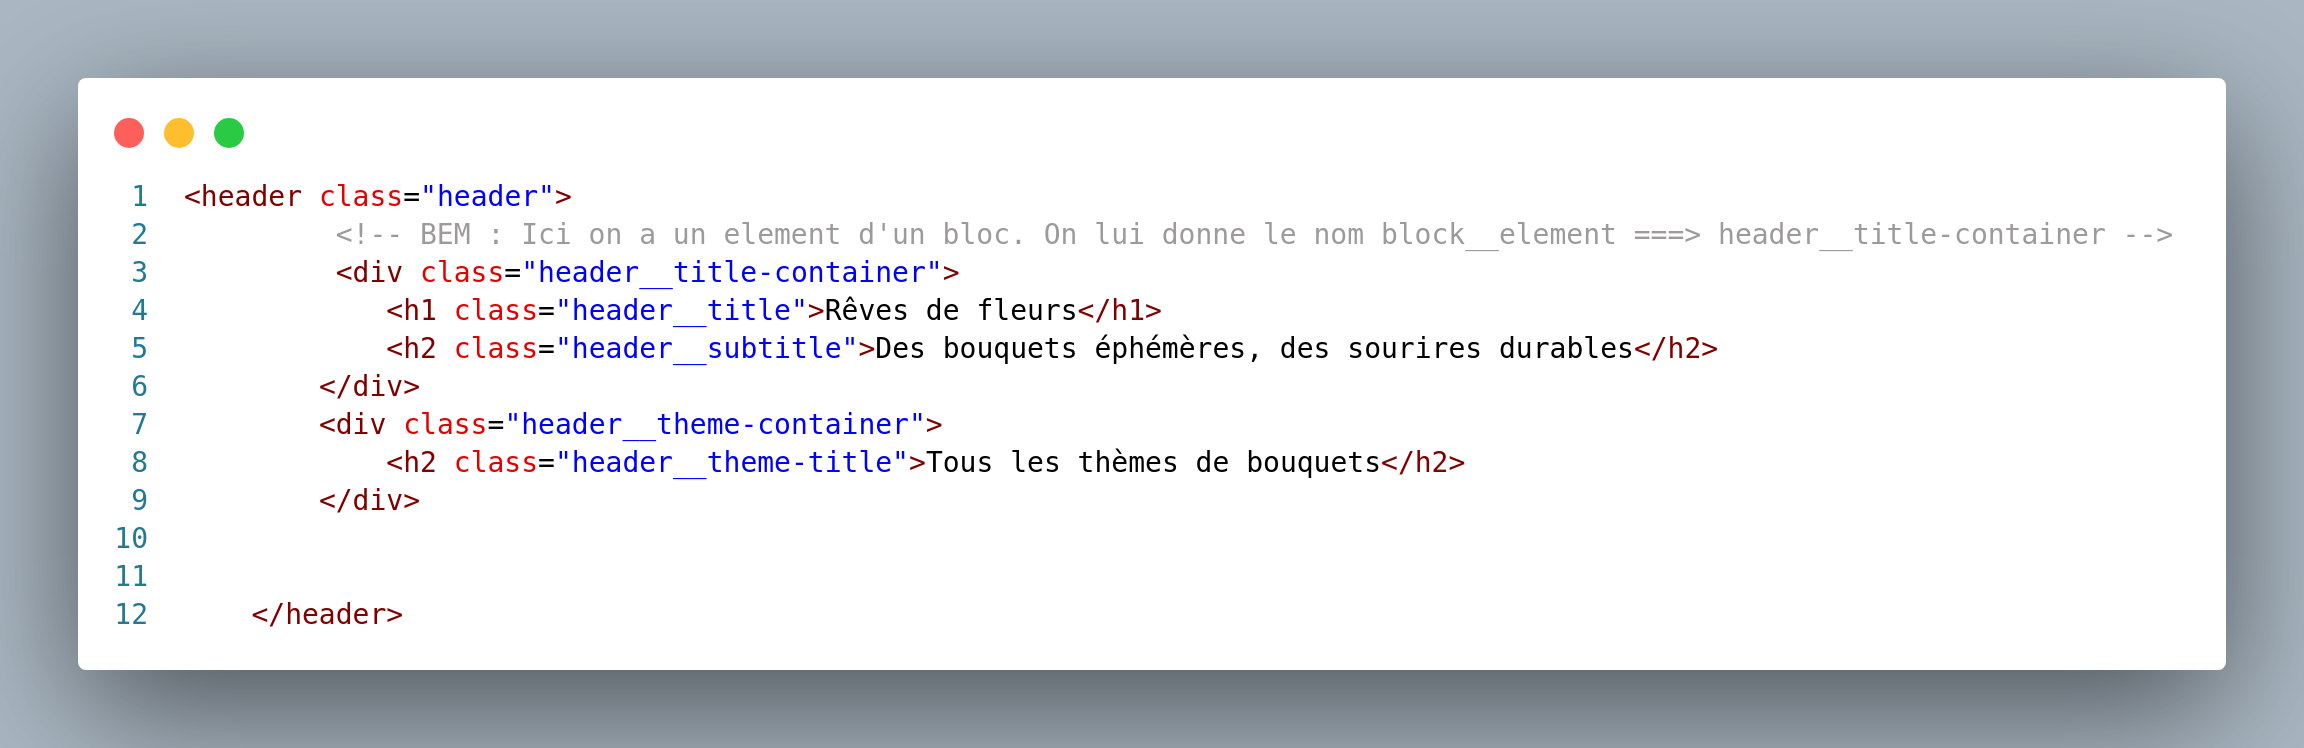 1 <header class="header">
2 <!-- BEM : Ici on a un element d'un bloc. On lui donne le nom block__element ===> header__title-container -->
3 <div class="header__title-container">
4 <h1 class="header__title">Rêves de fleurs</h1>
5 <h2 class="header__subtitle">Des bouquets éphémères, des sourires durables</h2>
6 </div>
7 <div class="header__theme-container">
8 <h2 class="header__theme-title">Tous les thèmes de bouquets</h2>
9 </div>
10
11
12 </header>